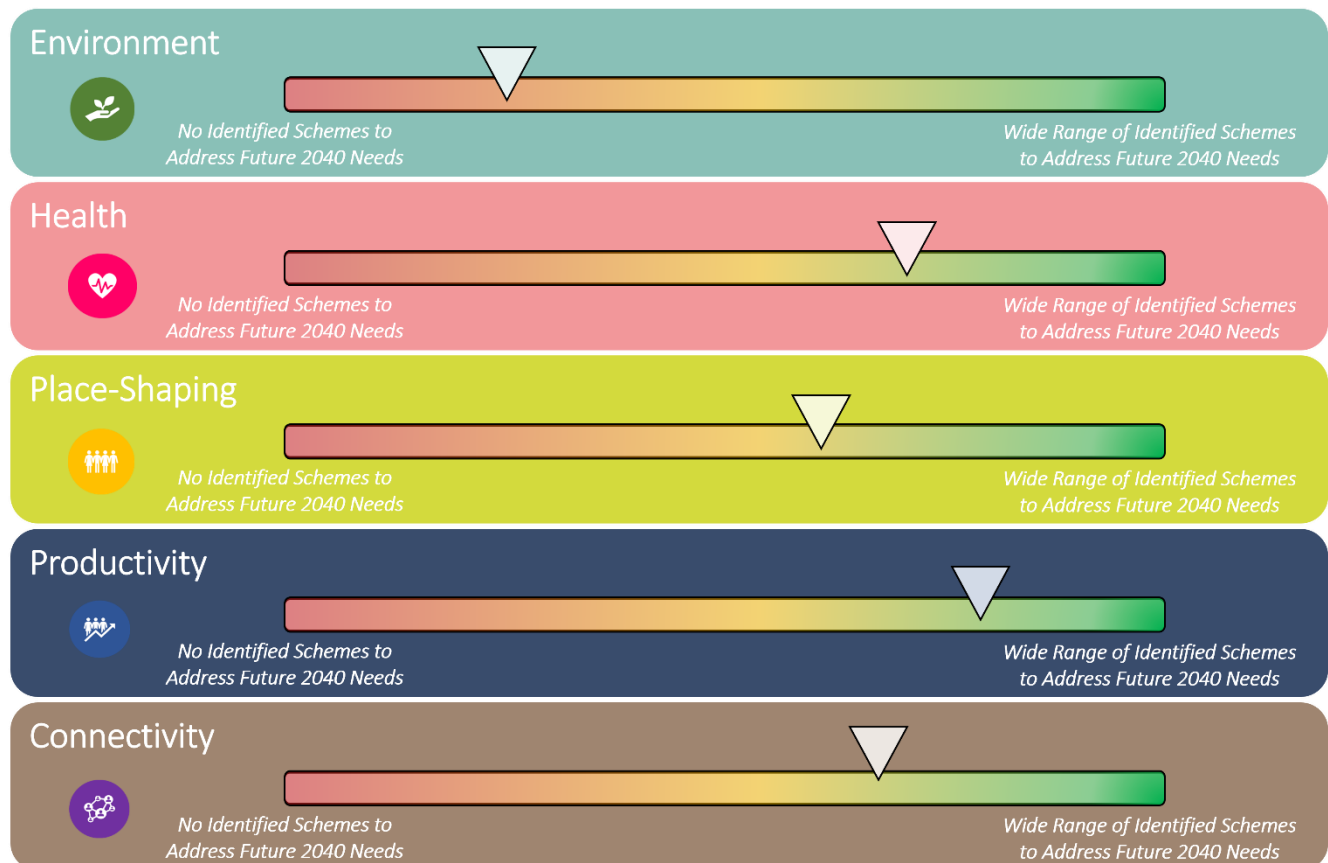 Environment
No Identified Schemes to
Address Future 2040 Needs
Wide Range of Identified Schemes
to Address Future 2040 Needs
Health
No Identified Schemes to
Address Future 2040 Needs
Wide Range of Identified Schemes
to Address Future 2040 Needs
Place-Shaping
No Identified Schemes to
Address Future 2040 Needs
Wide Range of Identified Schemes
to Address Future 2040 Needs
Productivity
No Identified Schemes to
Address Future 2040 Needs
Wide Range of Identified Schemes
to Address Future 2040 Needs
Connectivity
No Identified Schemes to
Address Future 2040 Needs
Wide Range of Identified Schemes
to Address Future 2040 Needs